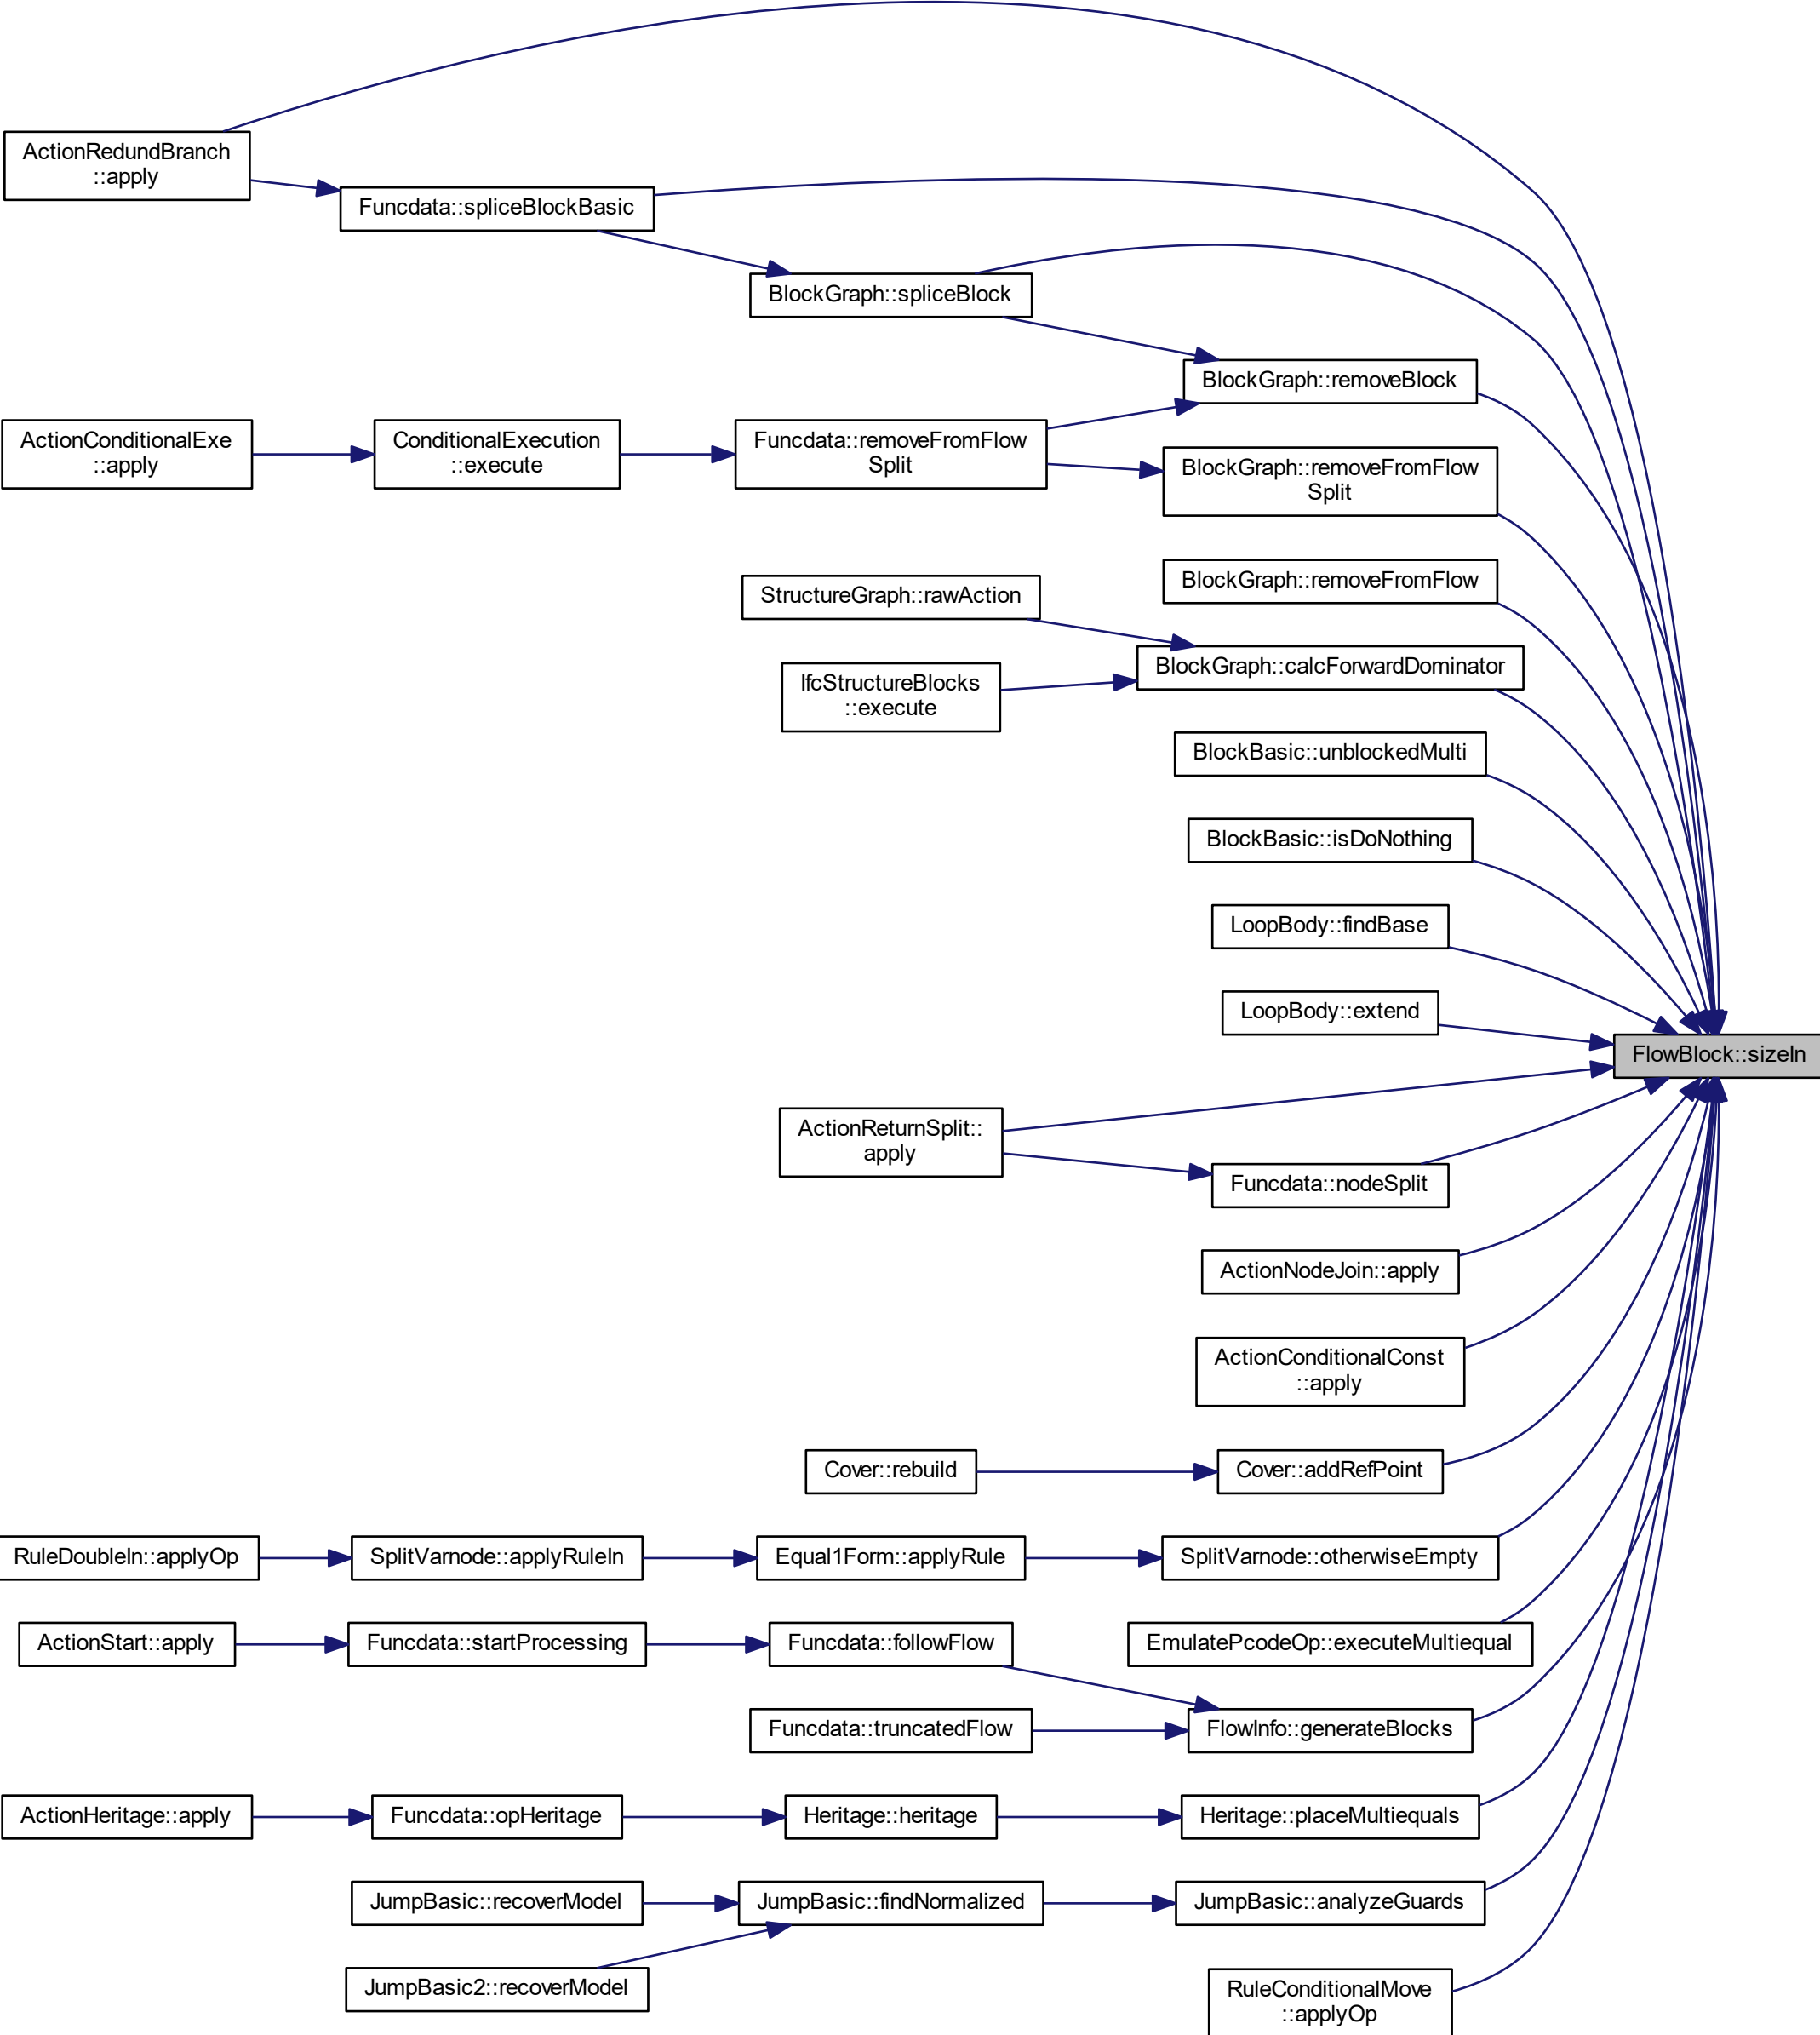 ActionRedundBranch
::apply
Funcdata::spliceBlockBasic
BlockGraph::spliceBlock
BlockGraph::removeBlock
ActionConditionalExe
::apply
ConditionalExecution
::execute
Funcdata::removeFromFlow
Split
BlockGraph::removeFromFlow
Split
BlockGraph::removeFromFlow
StructureGraph::rawAction
BlockGraph::calcForwardDominator
IfcStructureBlocks
::execute
BlockBasic::unblockedMulti
BlockBasic::isDoNothing
LoopBody::findBase
LoopBody::extend
FlowBlock::sizeIn
ActionReturnSplit::
apply
Funcdata::nodeSplit
ActionNodeJoin::apply
ActionConditionalConst
::apply
Cover::rebuild
Cover::addRefPoint
RuleDoubleIn::applyOp
SplitVarnode::applyRuleIn
Equal1Form::applyRule
SplitVarnode::otherwiseEmpty
ActionStart::apply
Funcdata::startProcessing
Funcdata::followFlow
EmulatePcodeOp::executeMultiequal
Funcdata::truncatedFlow
FlowInfo::generateBlocks
ActionHeritage::apply
Funcdata::opHeritage
Heritage::heritage
Heritage::placeMultiequals
JumpBasic::recoverModel
JumpBasic::findNormalized
JumpBasic::analyzeGuards
JumpBasic2::recoverModel
RuleConditionalMove
::applyOp